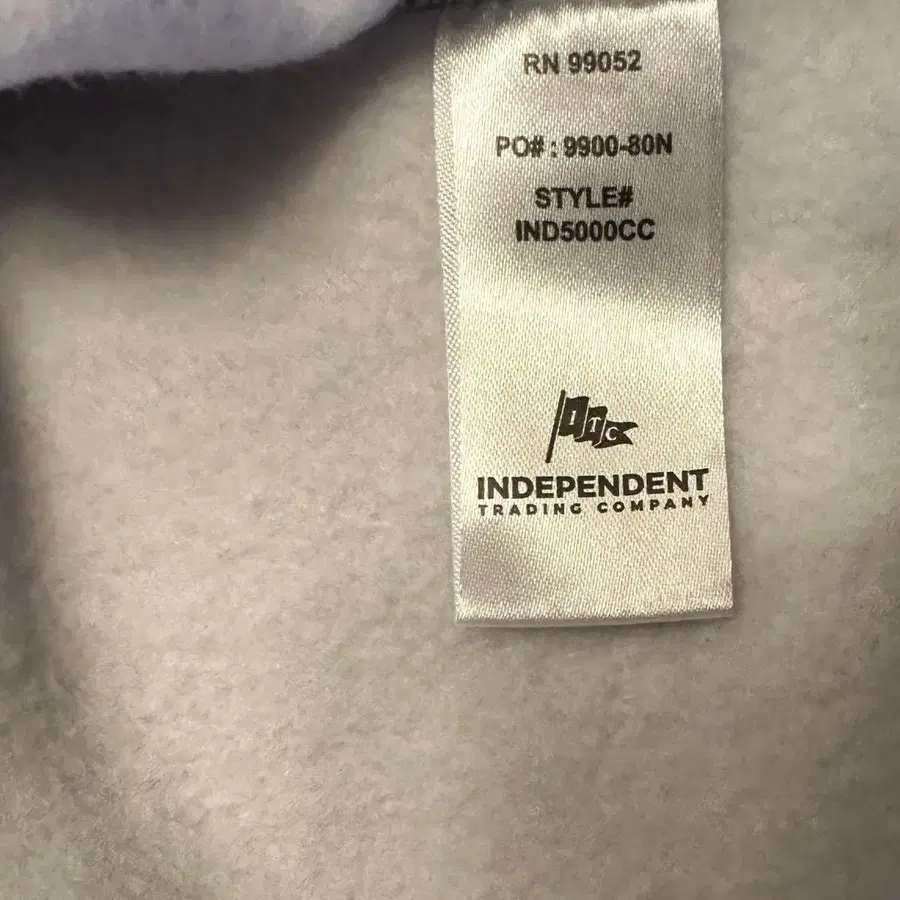 RN 99052
PO# : 9900-80N
STYLE#
IND5000CC
ITC
INDEPENDENT
TRADING COMPANY